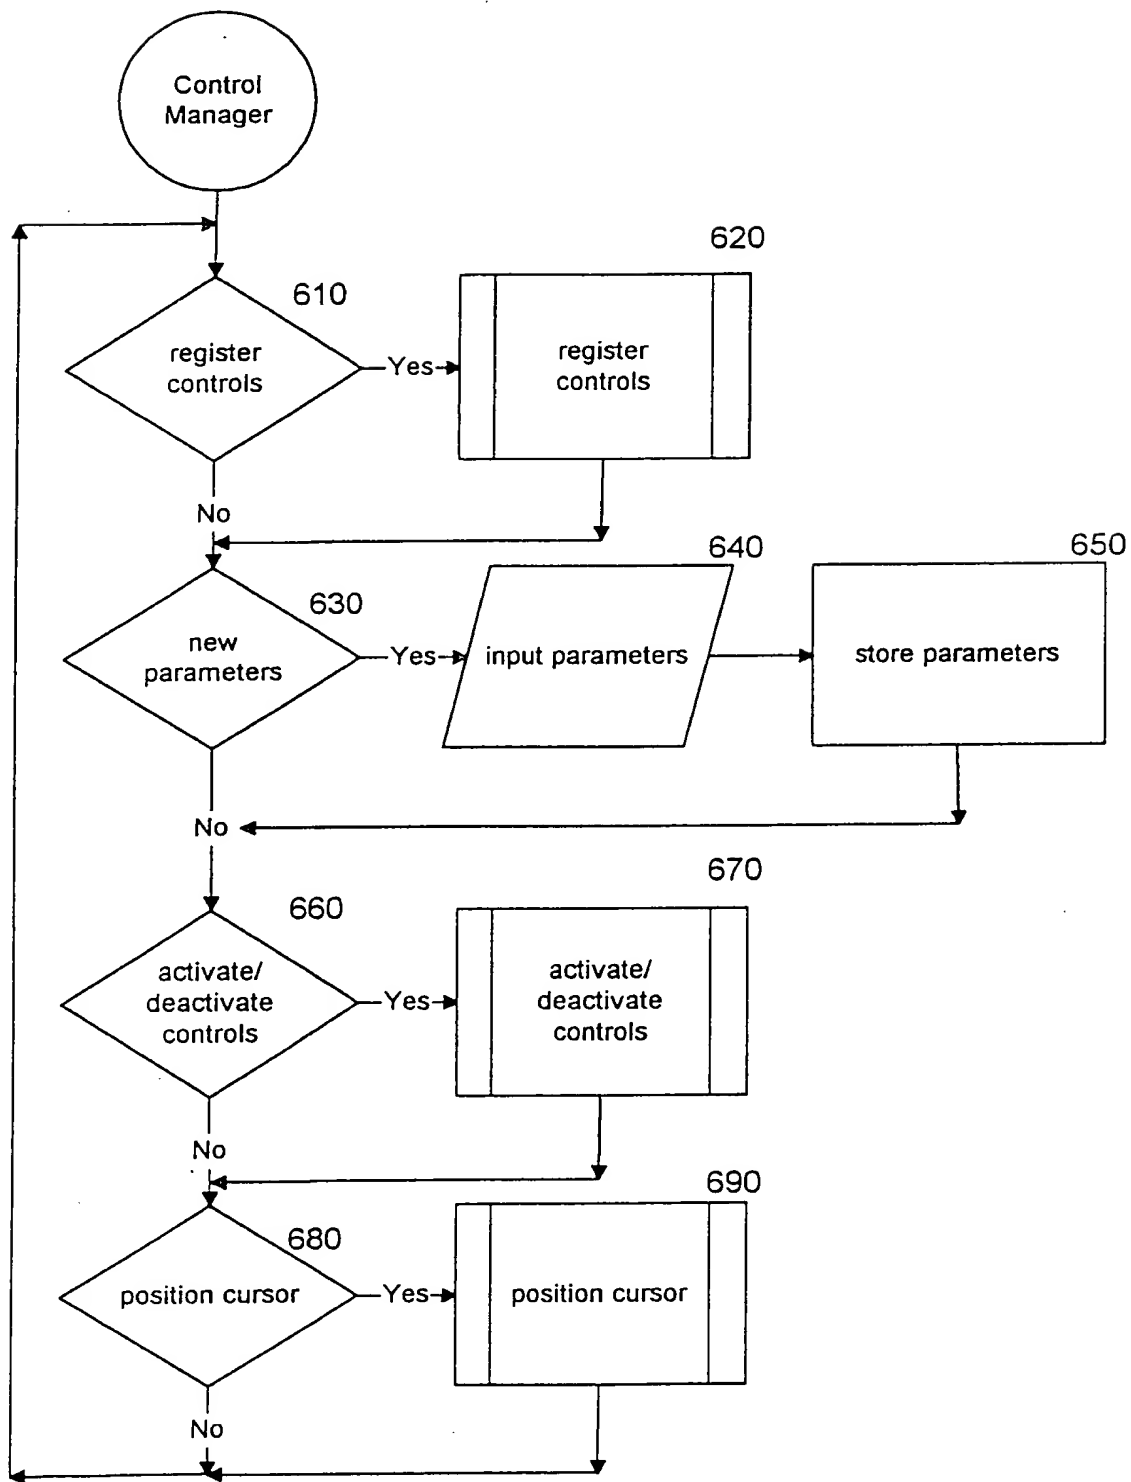 Control
Manager
620
610
register
controls
Yes
register
controls
No
640
650
630
new
parameters
Yes
input parameters
store parameters
No
670
660
activate/
deactivate
controls
Yes
activate/
deactivate
controls
No
690
680
position cursor
Yes
position cursor
No